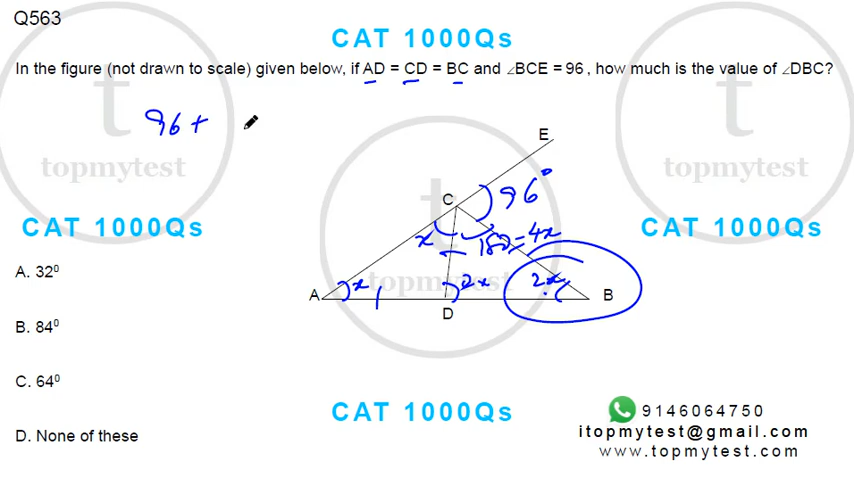 Q563
CAT 1000Qs
In the figure (not drawn to scale) given below, if AD = CD = BC and ∠BCE = 96 , how much is the value of ∠DBC?
96 +
E
t
topmytest
t
topmytest
t
topmytest
C
96°
CAT 1000Qs
CAT 1000Qs
x
180-4x
A. 32⁰
x
2x
2x
A
B
D
B. 84⁰
C. 64⁰
CAT 1000Qs
9146064750
itopmytest@gmail.com
www.topmytest.com
D. None of these